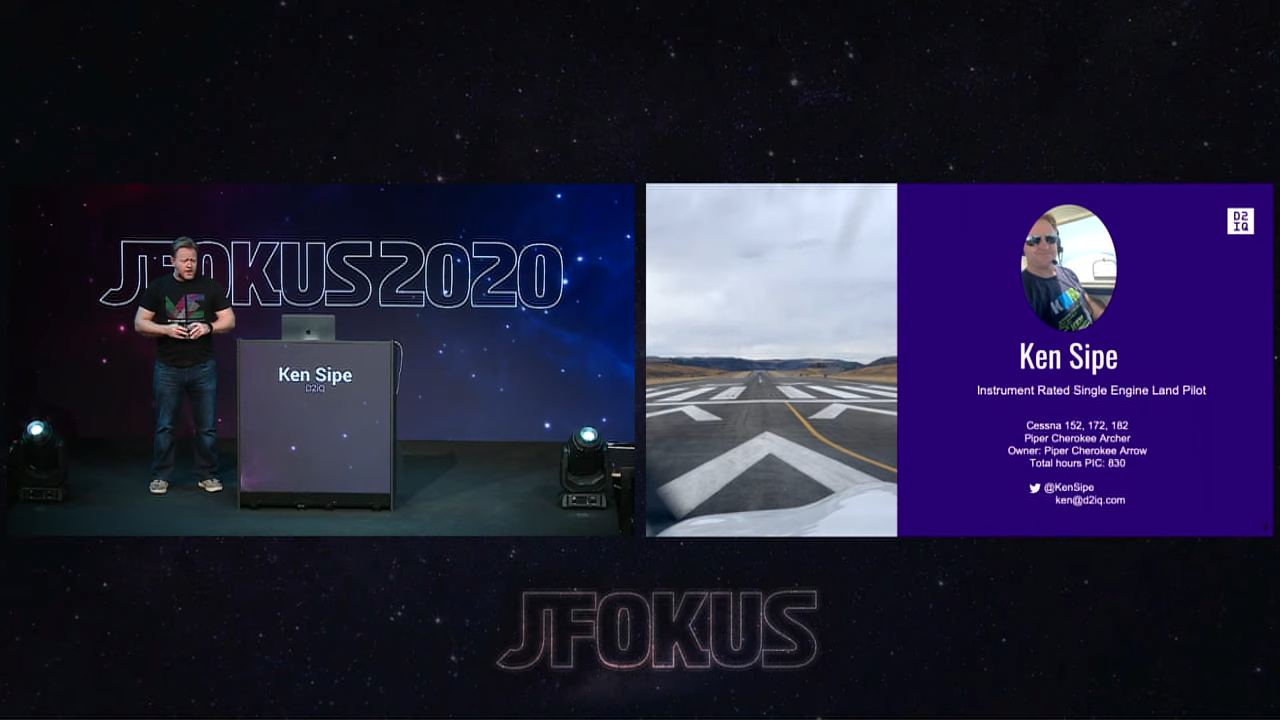 JFOKUS 2020
Ken Sipe
D2iQ
D2
IQ
Ken Sipe
Instrument Rated Single Engine Land Pilot
Cessna 152, 172, 182
Piper Cherokee Archer
Owner: Piper Cherokee Arrow
Total hours PIC: 830
@KenSipe
ken@d2iq.com
JFOKUS